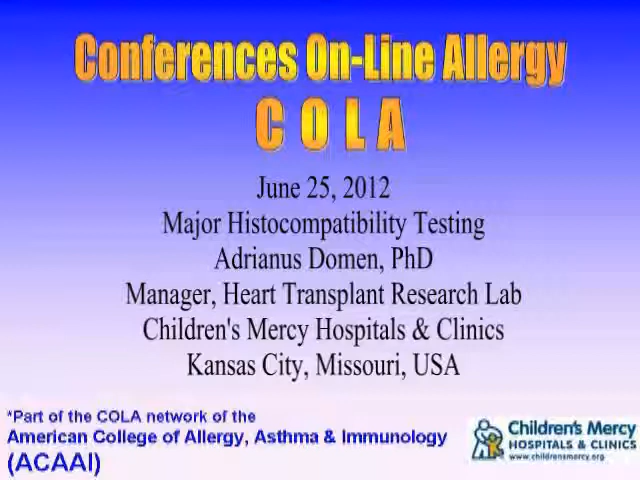 Conferences On-Line Allergy
C O L A
June 25, 2012
Major Histocompatibility Testing
Adrianus Domen, PhD
Manager, Heart Transplant Research Lab
Children's Mercy Hospitals & Clinics
Kansas City, Missouri, USA
*Part of the COLA network of the
American College of Allergy, Asthma & Immunology
(ACAAI)
Children's Mercy
HOSPITALS & CLINICS
www.childrensmercy.org